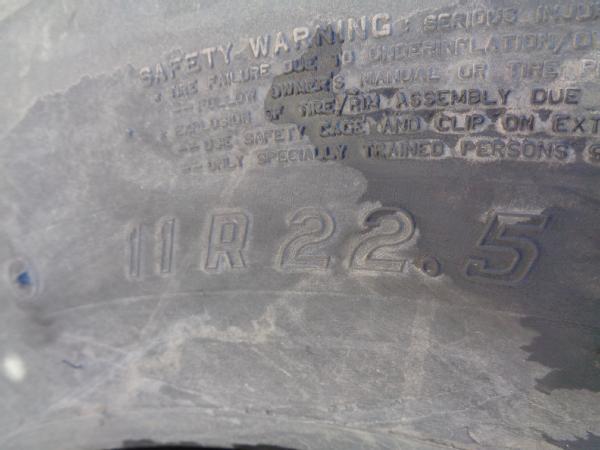 SAFETY WARNING: SERIOUS INJU
TIRE FAILURE DUE TO UNDERINFLATION/O
-- FOLLOW OWNER'S MANUAL OR TIRE
EXPLOSION OF TIRE/RIM ASSEMBLY DUE
-- USE SAFETY CAGE AND CLIP ON EXT
-- ONLY SPECIALLY TRAINED PERSONS S
11R22.5